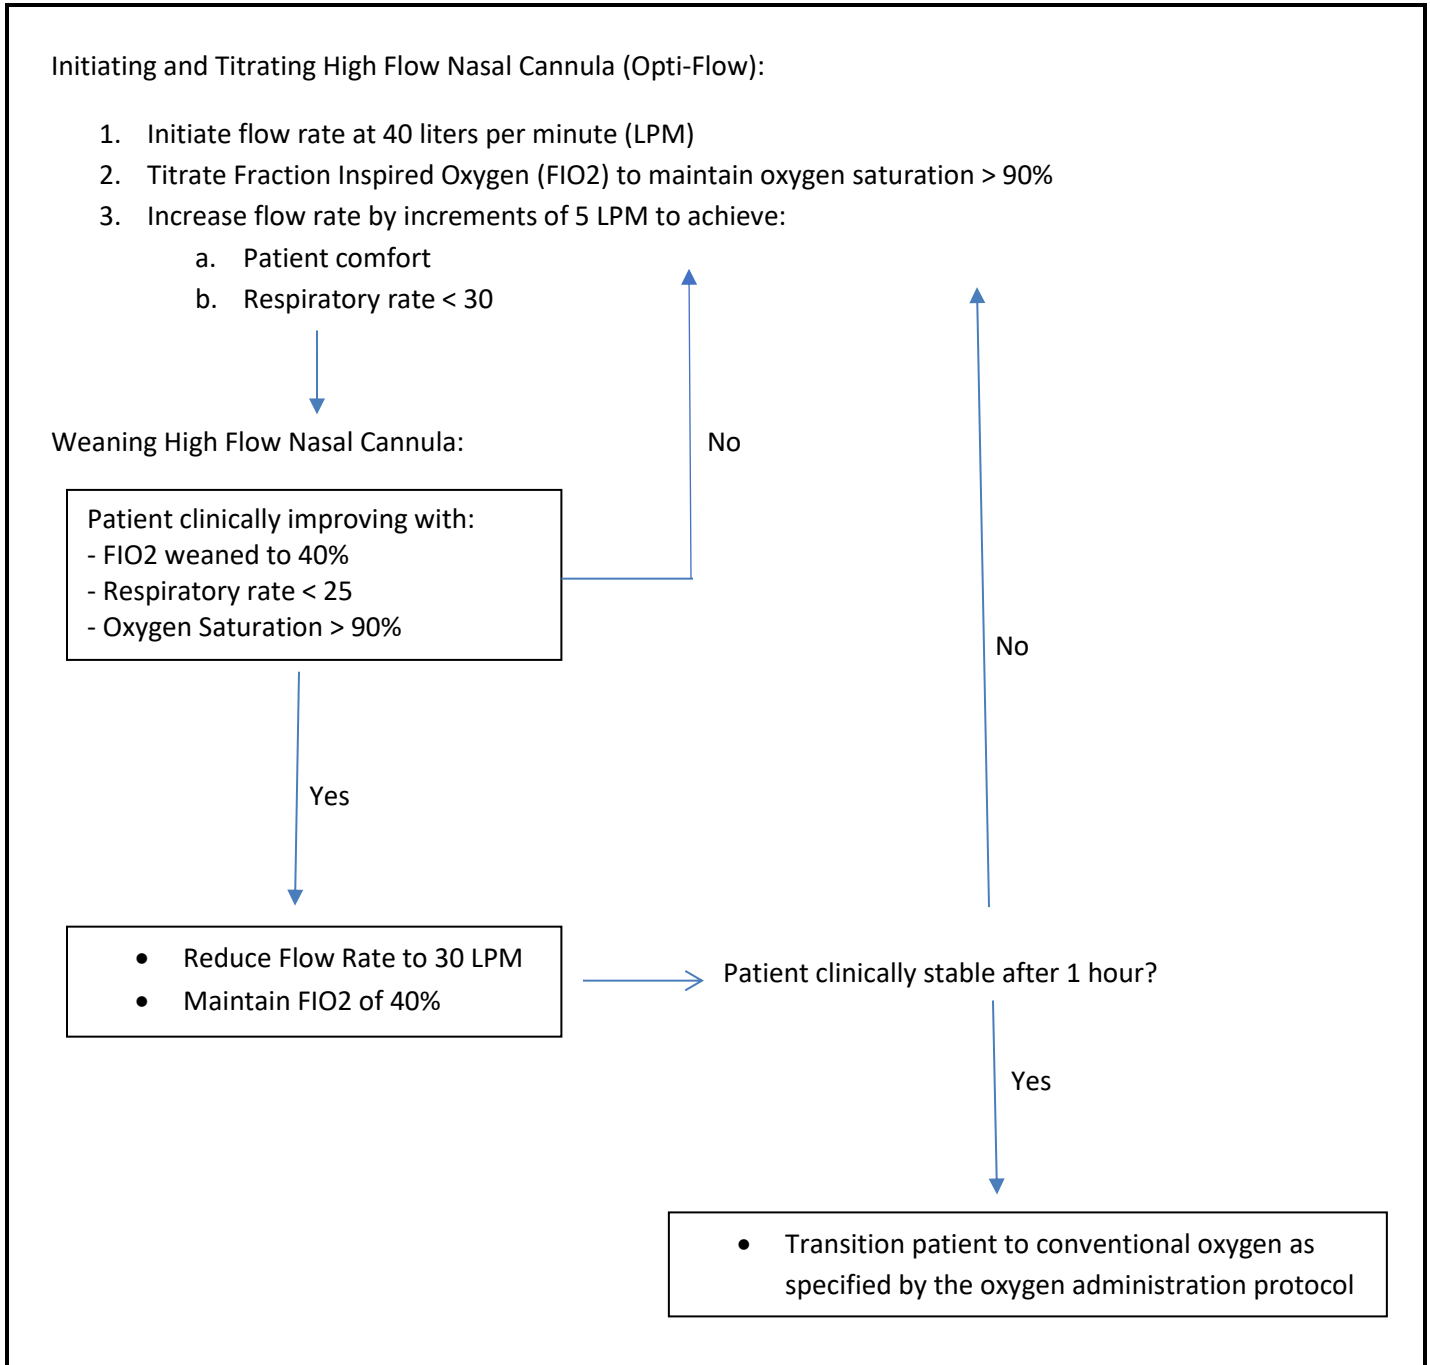 Initiating and Titrating High Flow Nasal Cannula (Opti-Flow):
1. Initiate flow rate at 40 liters per minute (LPM)
2. Titrate Fraction Inspired Oxygen (FIO2) to maintain oxygen saturation > 90%
3. Increase flow rate by increments of 5 LPM to achieve:
a. Patient comfort
b. Respiratory rate < 30
Weaning High Flow Nasal Cannula:
No
Patient clinically improving with:
- FIO2 weaned to 40%
- Respiratory rate < 25
- Oxygen Saturation > 90%
No
Yes
• Reduce Flow Rate to 30 LPM
• Maintain FIO2 of 40%
Patient clinically stable after 1 hour?
Yes
• Transition patient to conventional oxygen as
specified by the oxygen administration protocol